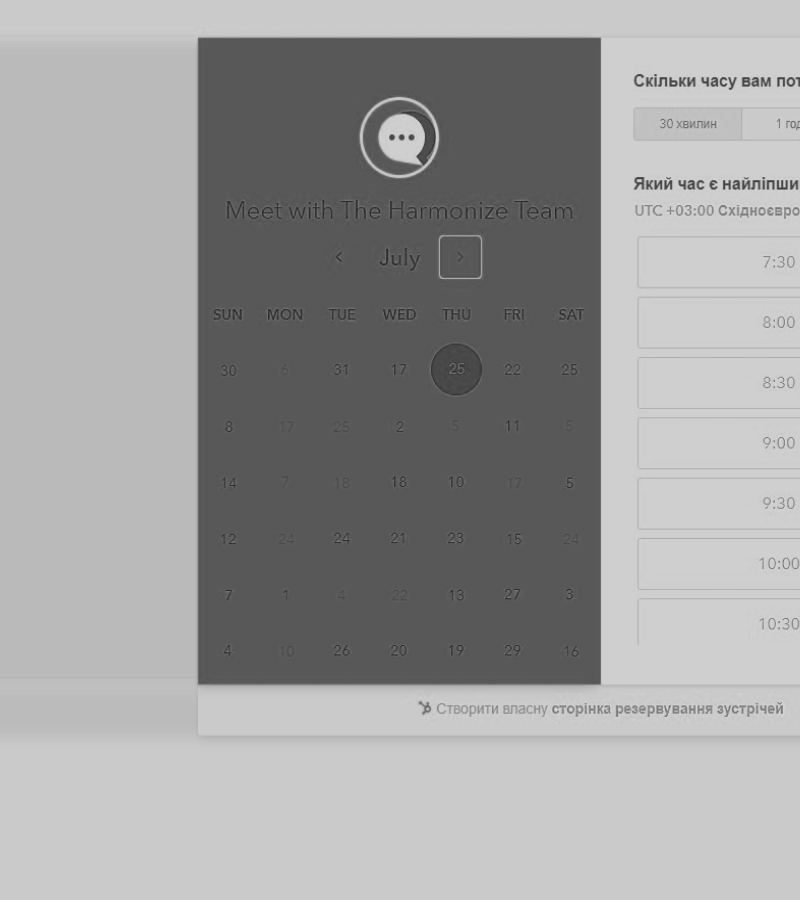 Meet with The Harmonize Team
July
SUN MON TUE WED THU FRI SAT
30 6 31 17 25 22 25
8 17 25 2 5 11 5
14 7 18 18 10 17 5
12 24 24 21 23 15 24
7 1 4 22 13 27 3
4 10 26 20 19 29 16
Скільки часу вам пот
30 хвилин 1 год
Який час є найліпши
UTC +03:00 Східноєвро
7:30
8:00
8:30
9:00
9:30
10:00
10:30
Створити власну сторінка резервування зустрічей